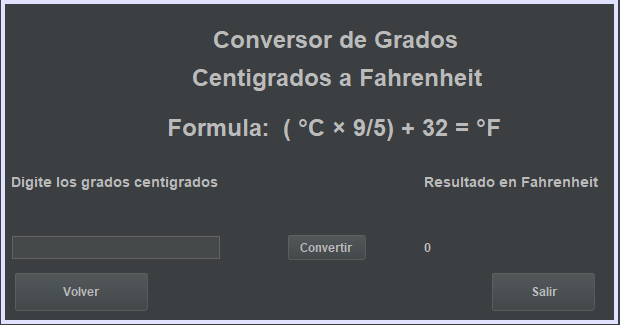 Conversor de Grados
Centigrados a Fahrenheit
Formula:  ( °C × 9/5) + 32 = °F
Digite los grados centigrados
Resultado en Fahrenheit
Convertir
0
Volver
Salir